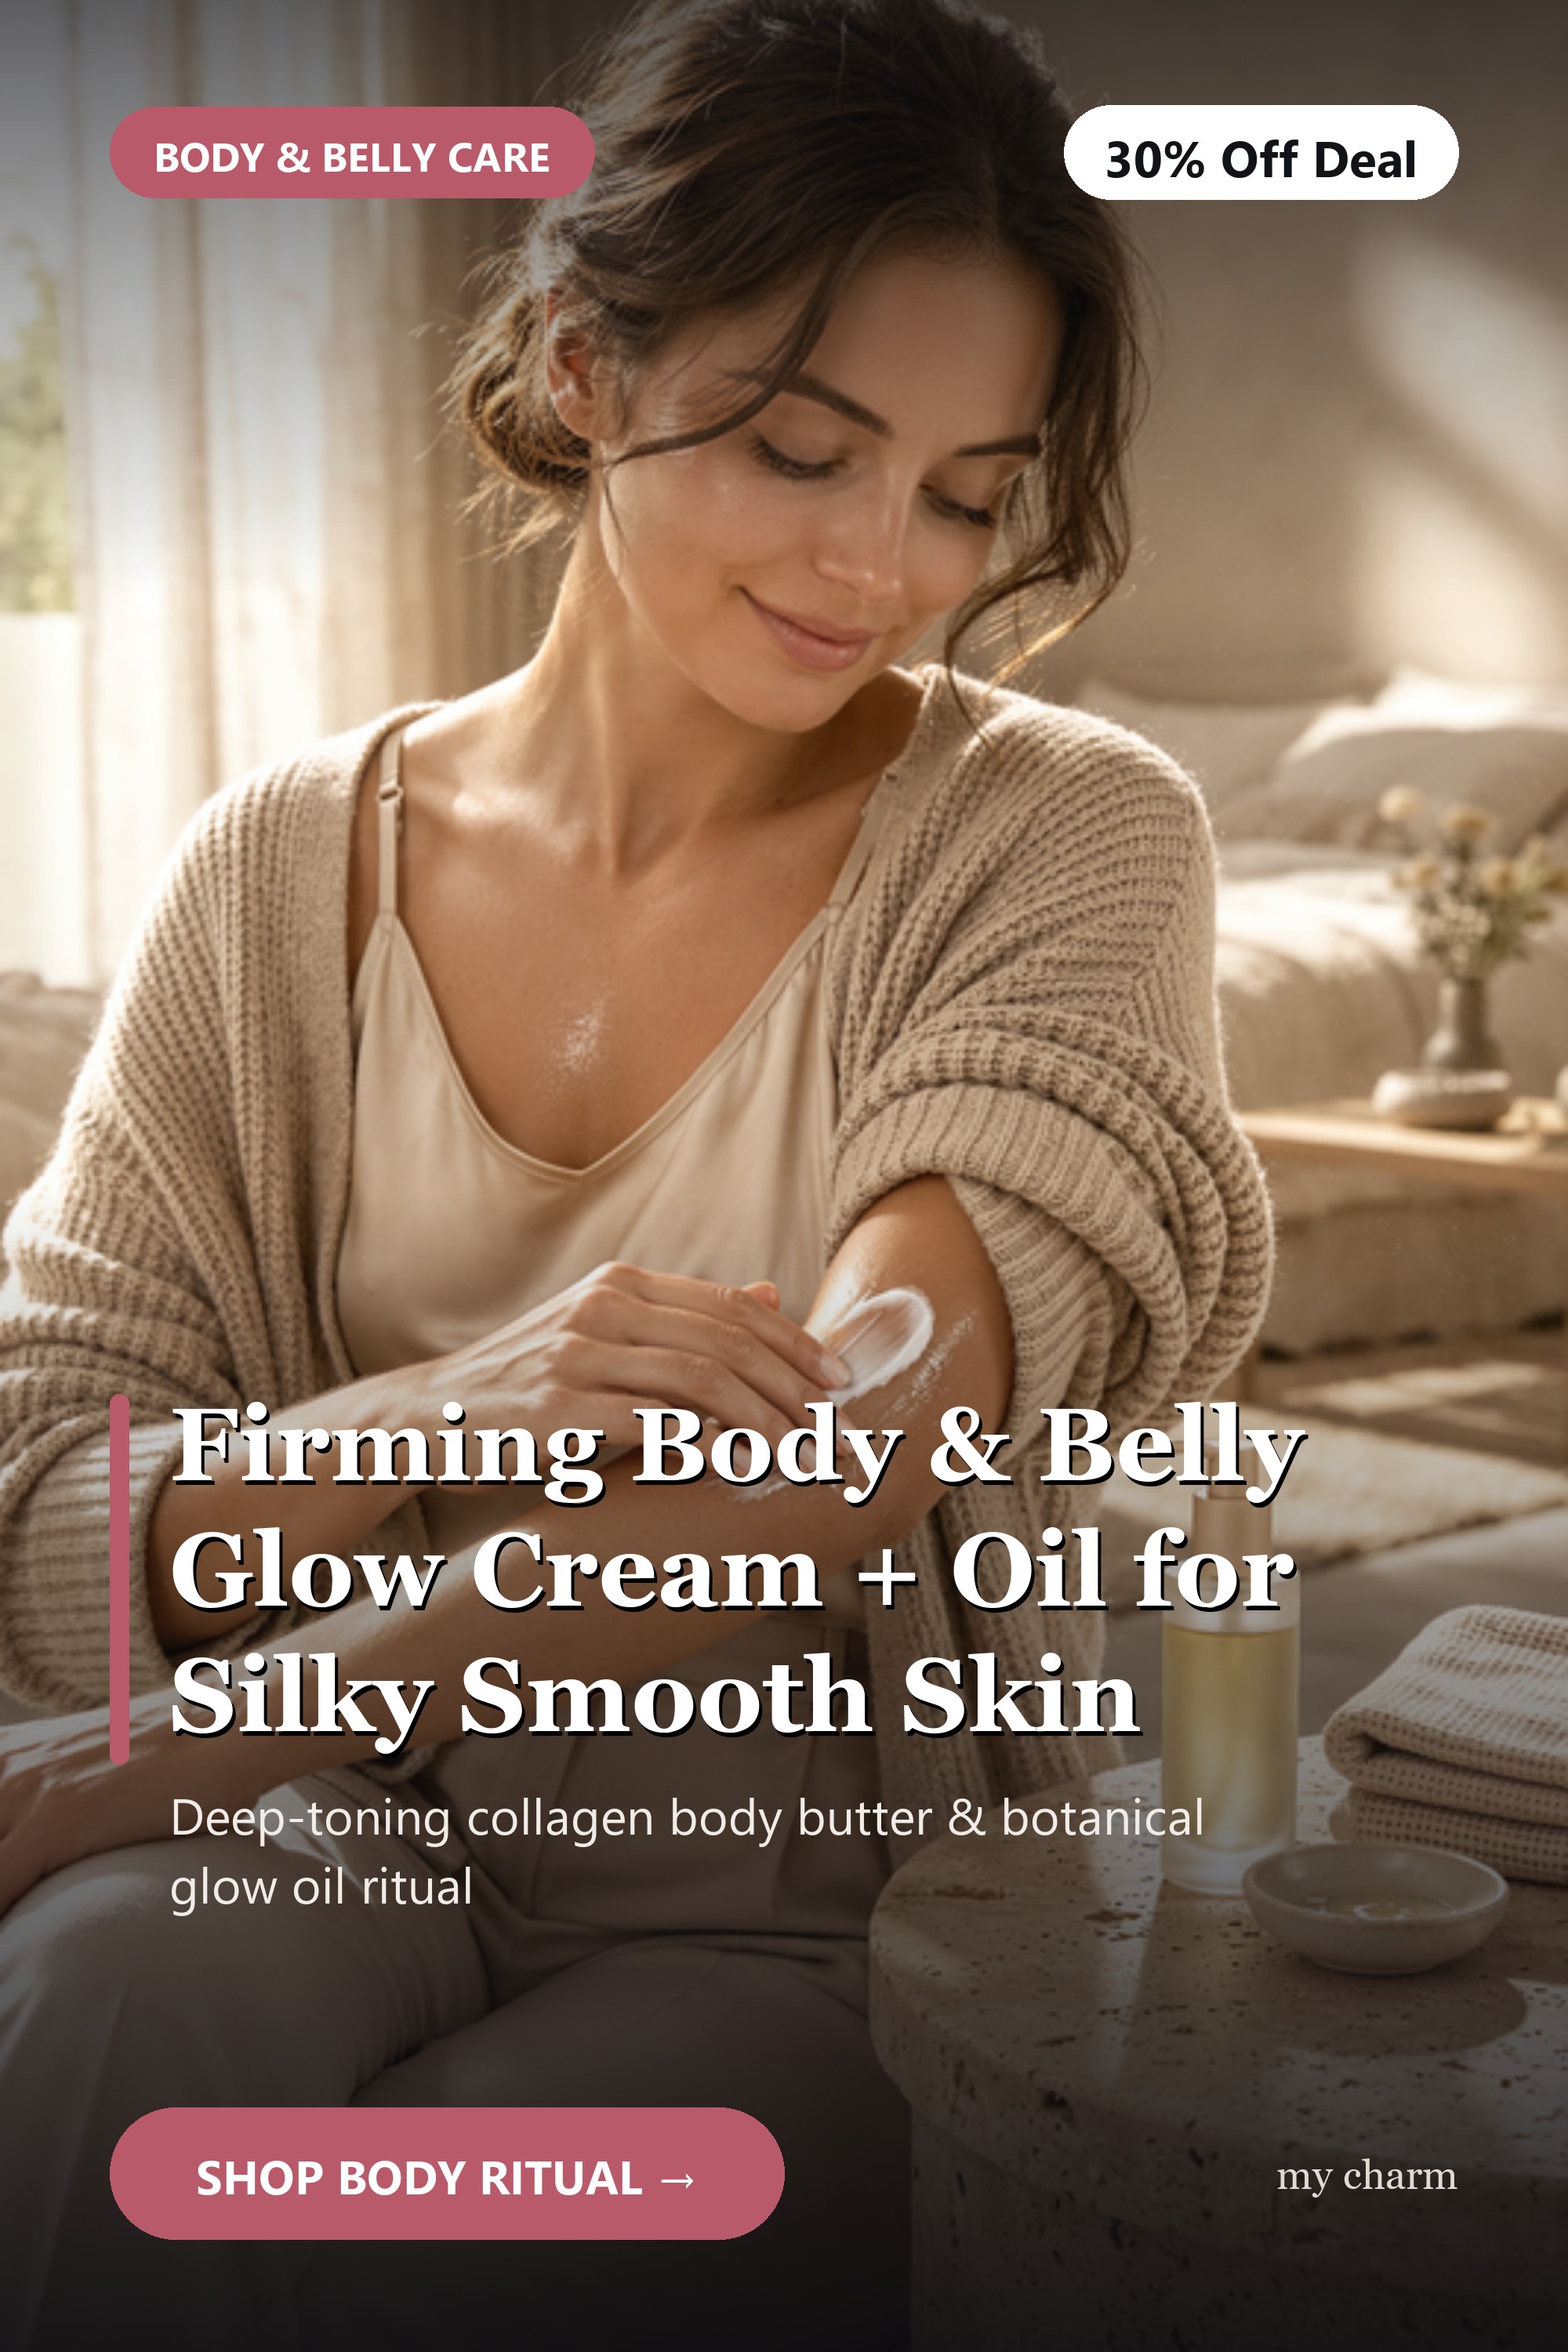 BODY & BELLY CARE
30% Off Deal
Firming Body & Belly
Glow Cream + Oil for
Silky Smooth Skin
Deep-toning collagen body butter & botanical
glow oil ritual
SHOP BODY RITUAL →
my charm